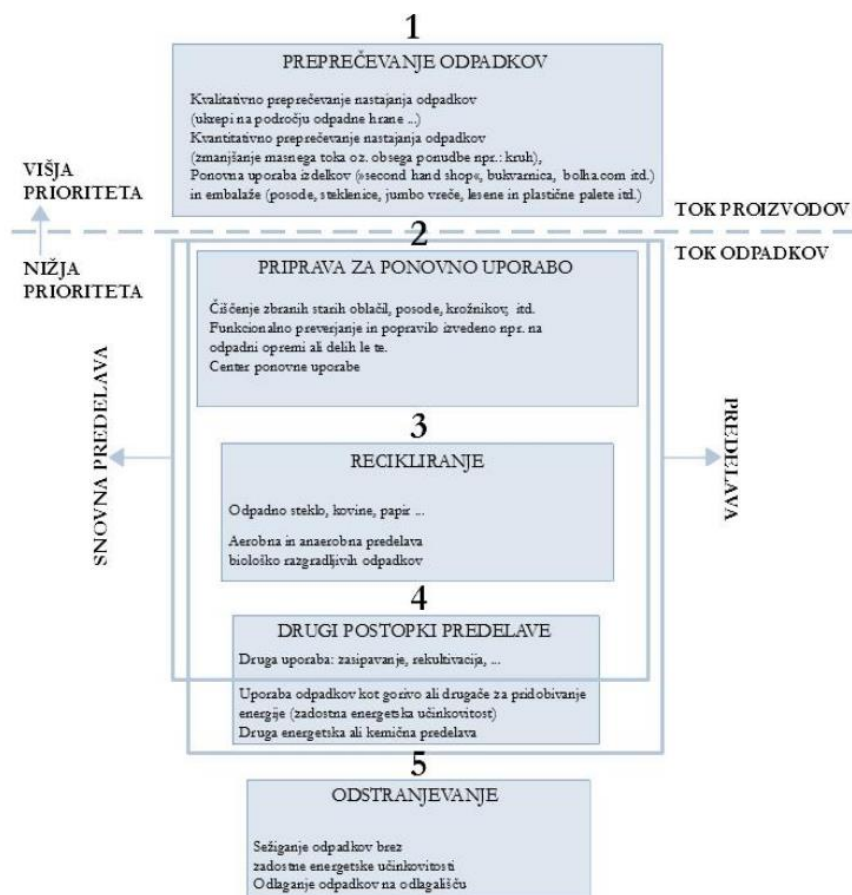 1
PREPREČEVANJE ODPADKOV
Kvalitativno preprečevanje nastajanja odpadkov
(ukrepi na področju odpadne hrane ...)
Kvantitativno preprečevanje nastajanja odpadkov
(zmanjšanje masnega toka oz. obsega ponudbe npr.: kruh),
Ponovna uporaba izdelkov (»second hand shop«, bukvarnica, bolha.com itd.)
in embalaže (posode, steklenice, jumbo vreče, lesene in plastične palete itd.)
VIŠJA
PRIORITETA
TOK PROIZVODOV
NIŽJA
PRIORITETA
TOK ODPADKOV
2
PRIPRAVA ZA PONOVNO UPORABO
Čiščenje zbranih starih oblačil, posode, krožnikov, itd.
Funkcionalno preverjanje in popravilo izvedeno npr. na
odpadni opremi ali delih le te.
Center ponovne uporabe
SNOVNA PREDELAVA
PREDELAVA
3
RECIKLIRANJE
Odpadno steklo, kovine, papir ...
Aerobna in anaerobna predelava
biološko razgradljivih odpadkov
4
DRUGI POSTOPKI PREDELAVE
Druga uporaba: zasipavanje, rekultivacija, ...
Uporaba odpadkov kot gorivo ali drugače za pridobivanje
energije (zadostna energetska učinkovitost)
Druga energetska ali kemična predelava
5
ODSTRANJEVANJE
Sežiganje odpadkov brez
zadostne energetske učinkovitosti
Odlaganje odpadkov na odlagališču